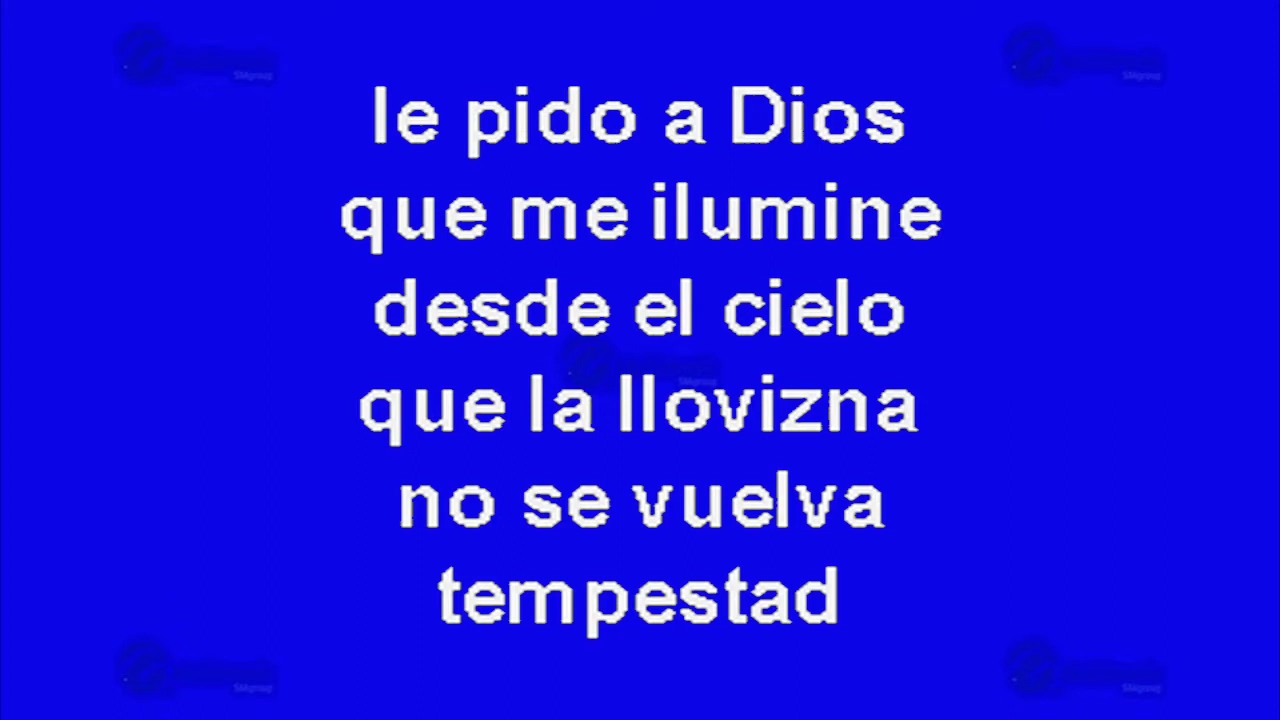 le pido a Dios
que me ilumine
desde el cielo
que la llovizna
no se vuelva
tempestad